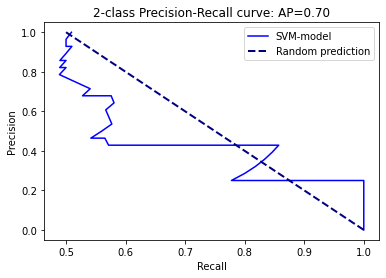 2-class Precision-Recall curve: AP=0.70
SVM-model
Random prediction
Precision
1.0
0.8
0.6
0.4
0.2
0.0
0.5
0.6
0.7
0.8
0.9
1.0
Recall